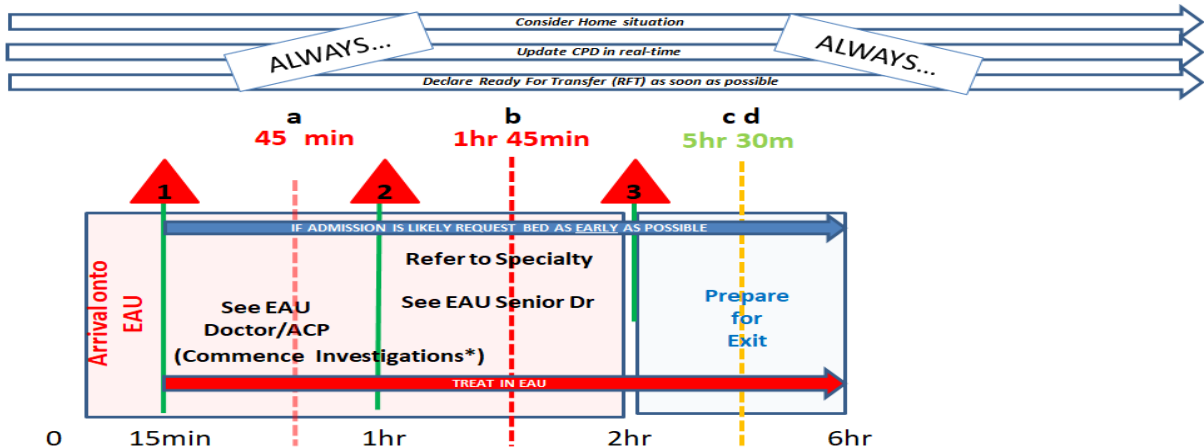 Consider Home situation
ALWAYS...
Update CPD in real-time
ALWAYS...
Declare Ready For Transfer (RFT) as soon as possible
a
45 min
b
1hr 45min
c d
5hr 30m
1
2
3
IF ADMISSION IS LIKELY REQUEST BED AS EARLY AS POSSIBLE
Arrival onto
EAU
See EAU
Doctor/ACP
(Commence Investigations*)
Refer to Specialty
See EAU Senior Dr
Prepare
for
Exit
TREAT IN EAU
0
15min
1hr
2hr
6hr